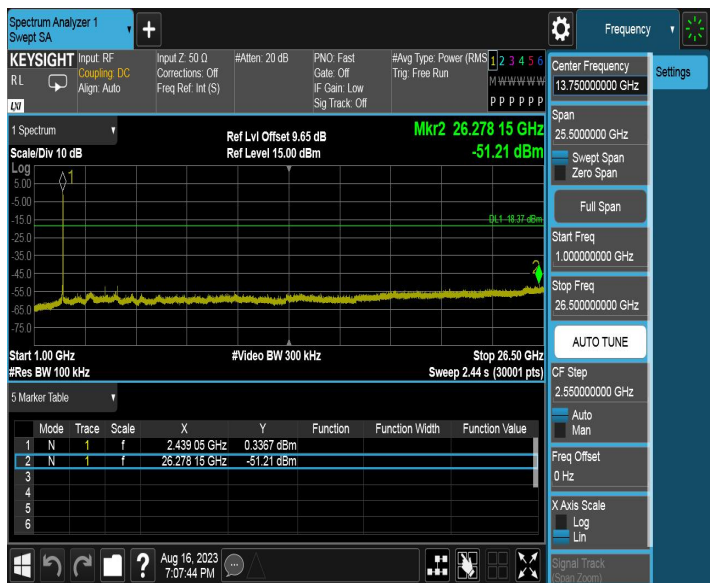 Spectrum Analyzer 1
Swept SA
+
Frequency
KEYSIGHT
RL
LXI
Input: RF
Coupling: DC
Align: Auto
Input Z: 50 Ω
Corrections: Off
Freq Ref: Int (S)
#Atten: 20 dB
PNO: Fast
Gate: Off
IF Gain: Low
Sig Track: Off
#Avg Type: Power (RMS
Trig: Free Run
1 2 3 4 5 6
M W W W W W
P P P P P P
1 Spectrum
Scale/Div 10 dB
Ref Lvl Offset 9.65 dB
Ref Level 15.00 dBm
Mkr2 26.278 15 GHz
-51.21 dBm
Log
5.00
-5.00
-15.0
-25.0
-35.0
-45.0
-55.0
-65.0
-75.0
1
DL1 -18.37 dBm
2
Start 1.00 GHz
#Video BW 300 kHz
Stop 26.50 GHz
#Res BW 100 kHz
Sweep 2.44 s (30001 pts)
5 Marker Table
Mode Trace Scale X Y Function Function Width Function Value
1 N 1 f 2.439 05 GHz 0.3367 dBm
2 N 1 f 26.278 15 GHz -51.21 dBm
3
4
5
6
Center Frequency
13.750000000 GHz
Settings
Span
25.5000000 GHz
Swept Span
Zero Span
Full Span
Start Freq
1.000000000 GHz
Stop Freq
26.500000000 GHz
AUTO TUNE
CF Step
2.550000000 GHz
Auto
Man
Freq Offset
0 Hz
X Axis Scale
Log
Lin
Signal Track
(Span Zoom)
?
Aug 16, 2023
7:07:44 PM